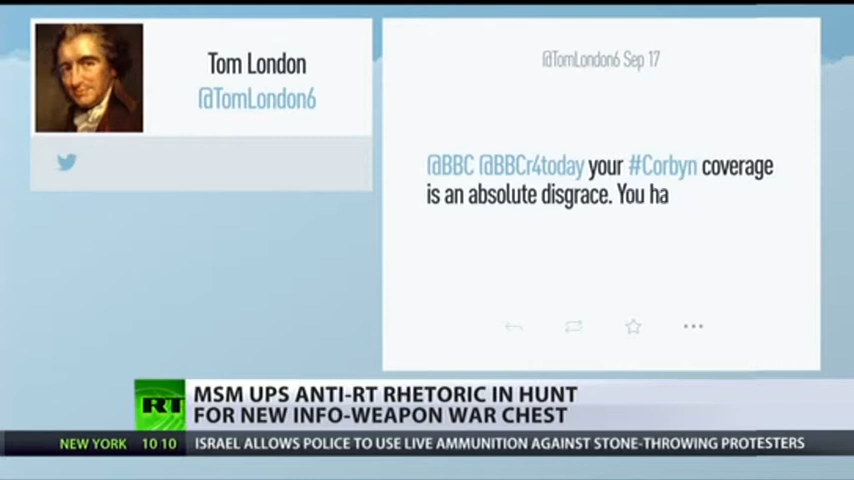 Tom London
@TomLondon6
@TomLondon6 Sep 17
@BBC @BBCr4today your #Corbyn coverage
is an absolute disgrace. You ha
RT
MSM UPS ANTI-RT RHETORIC IN HUNT
FOR NEW INFO-WEAPON WAR CHEST
NEW YORK 10 10 ISRAEL ALLOWS POLICE TO USE LIVE AMMUNITION AGAINST STONE-THROWING PROTESTERS